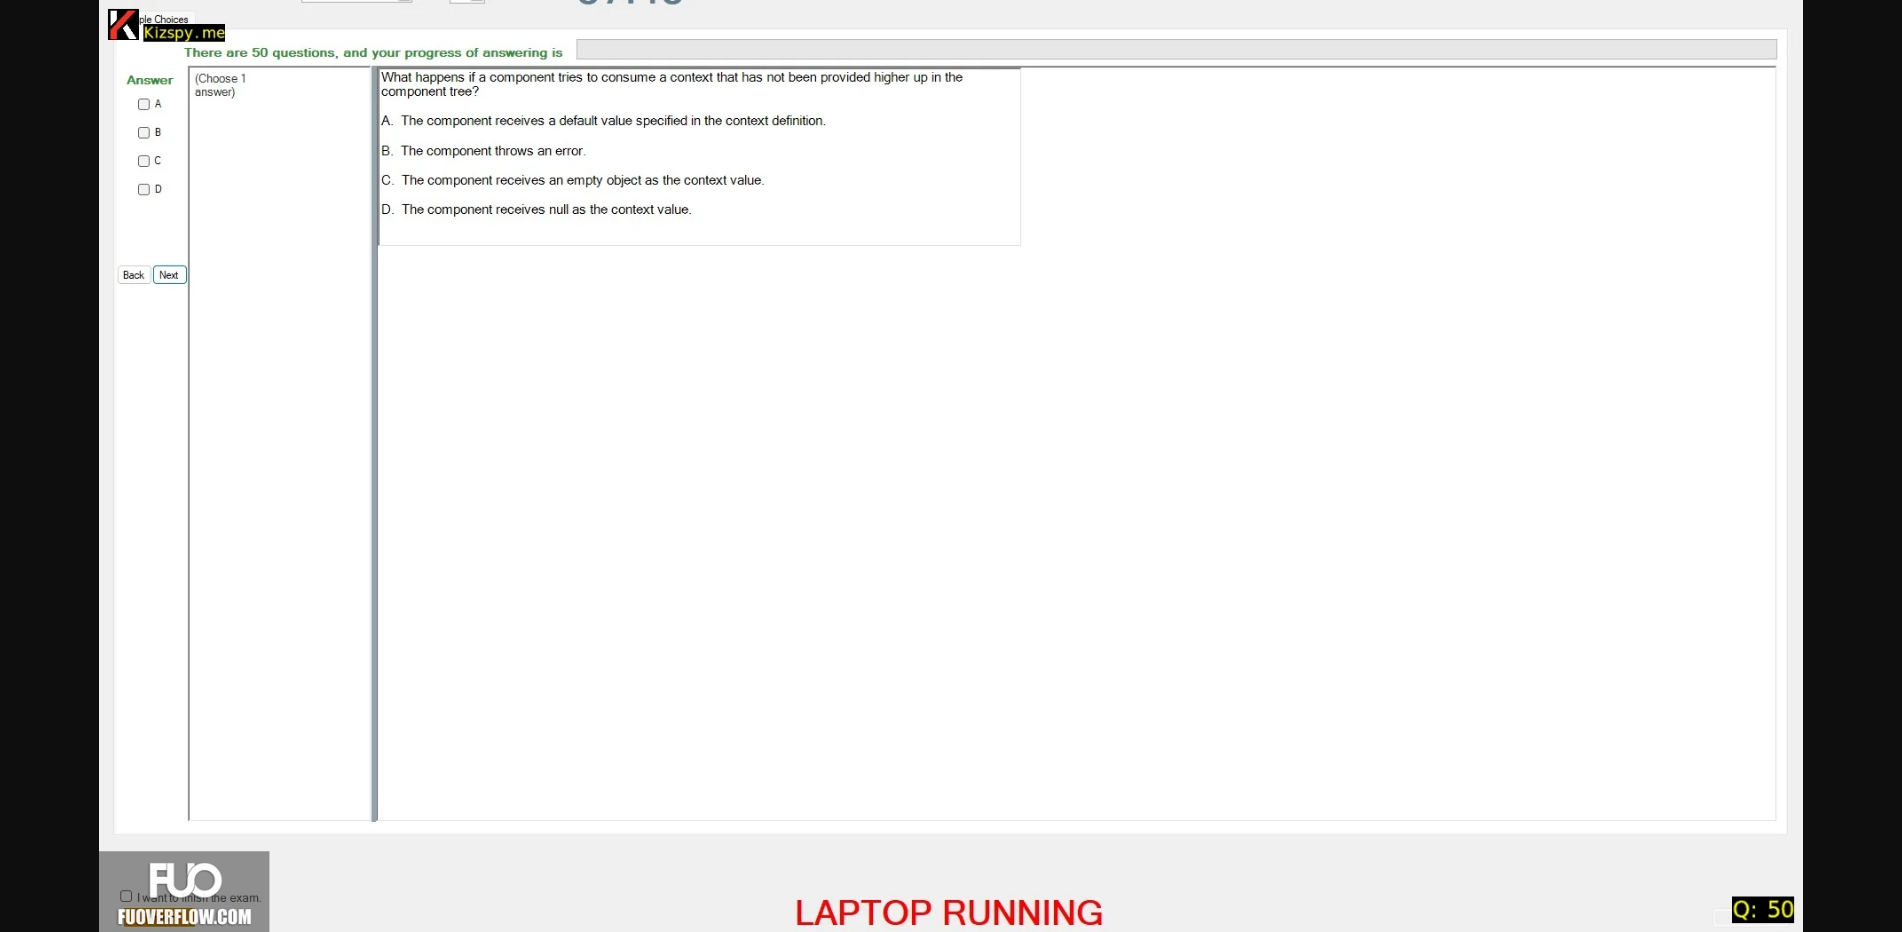 ple Choices
Kizspy.me
There are 50 questions, and your progress of answering is
Answer
(Choose 1
answer)
A
B
C
D
Back
Next
What happens if a component tries to consume a context that has not been provided higher up in the
component tree?
A. The component receives a default value specified in the context definition.
B. The component throws an error.
C. The component receives an empty object as the context value.
D. The component receives null as the context value.
FUO
I want to finish the exam.
FUOVERFLOW.COM
LAPTOP RUNNING
Q: 50